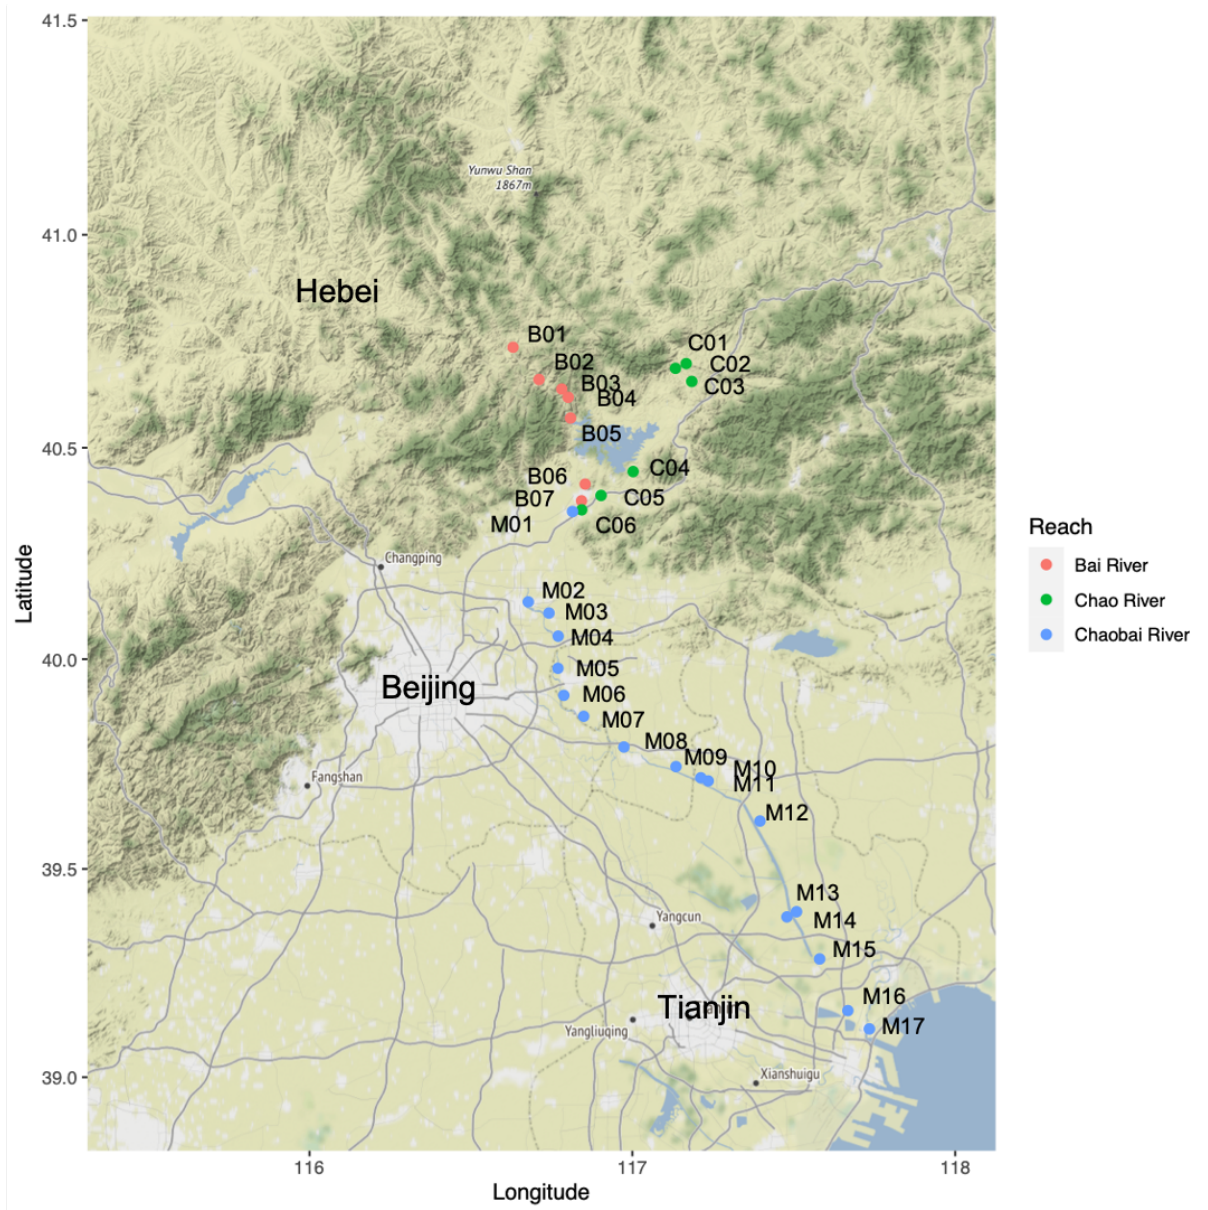 41.5
41.0
40.5
40.0
39.5
39.0
Latitude
Yunwu Shan
1867m
Hebei
B01
B02
B03
B04
B05
B06
B07
M01
C01
C02
C03
C04
C05
C06
Changping
M02
M03
M04
M05
M06
M07
M08
M09
M10
M11
M12
M13
M14
M15
M16
M17
Beijing
Fangshan
Yangcun
Tianjin
Yangliuqing
Xianshuigu
116
117
118
Longitude
Reach
Bai River
Chao River
Chaobai River